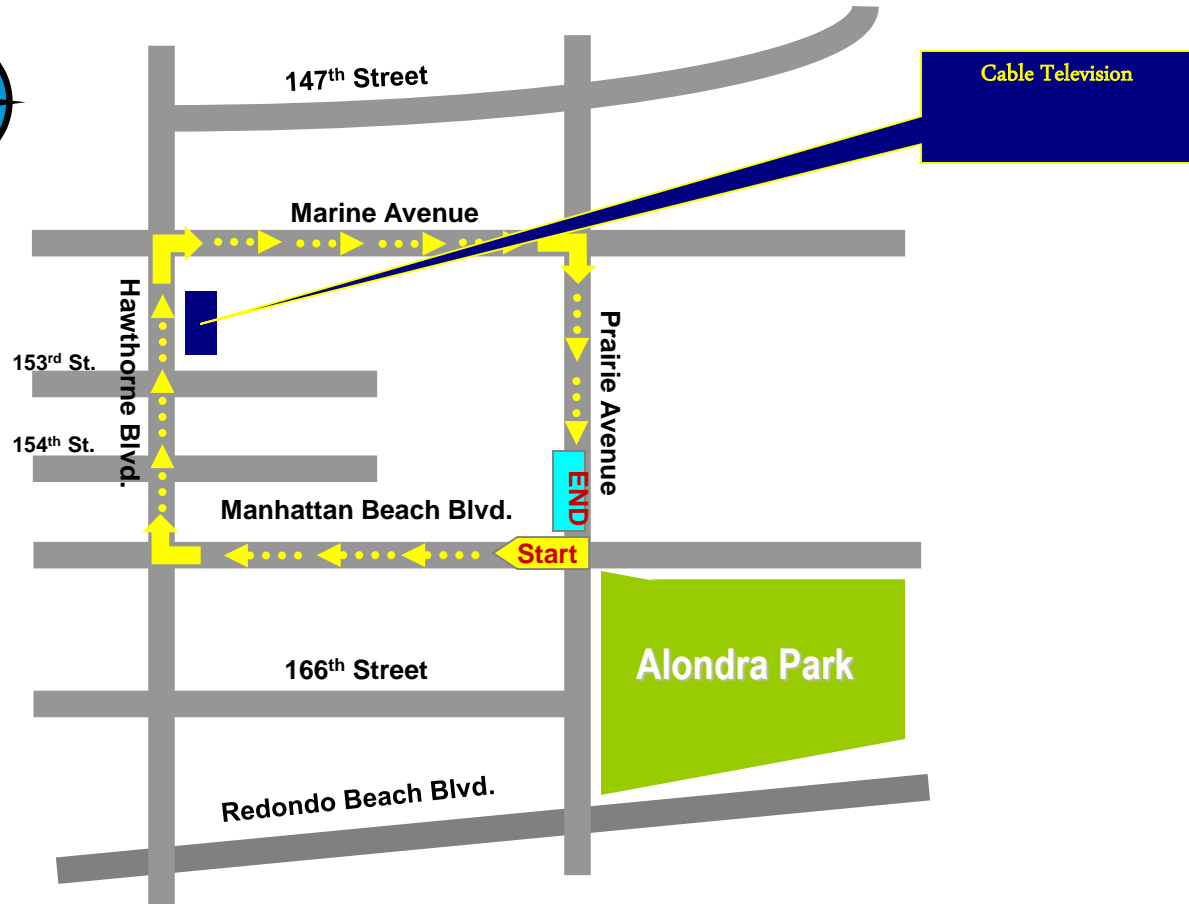 147th Street
Cable Television
Marine Avenue
Hawthorne Blvd.
Prairie Avenue
153rd St.
154th St.
END
Manhattan Beach Blvd.
Start
166th Street
Alondra Park
Redondo Beach Blvd.